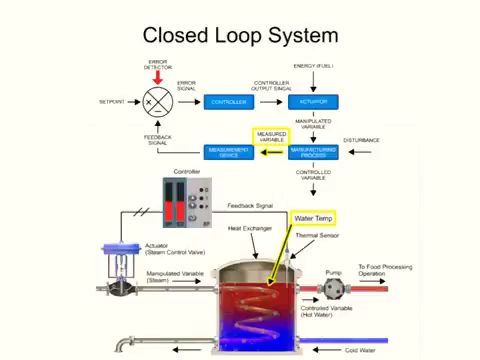 Closed Loop System
ERROR
DETECTOR
ENERGY (FUEL)
ERROR
SIGNAL
CONTROLLER
OUTPUT SINGAL
SETPOINT
CONTROLLER
ACTUATOR
MANIPULATED
VARIABLE
FEEDBACK
SIGNAL
MEASURED
VARIABLE
DISTURBANCE
MEASUREMENT
DEVICE
MANUFACTURING
PROCESS
CONTROLLED
VARIABLE
Controller
Feedback Signal
Water Temp
Heat Exchanger
Thermal Sensor
Actuator
(Steam Control Valve)
Manipulated Variable
(Steam)
Pump
To Food Processing
Operation
Controlled Variable
(Hot Water)
Cold Water